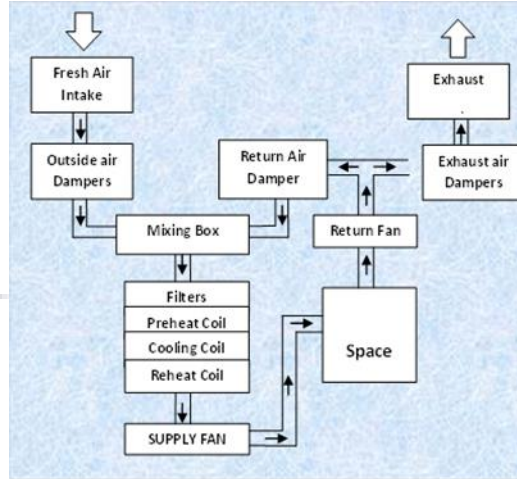 Fresh Air
Intake
Exhaust
Outside air
Dampers
Return Air
Damper
Exhaust air
Dampers
Mixing Box
Return Fan
Filters
Preheat Coil
Cooling Coil
Reheat Coil
Space
SUPPLY FAN